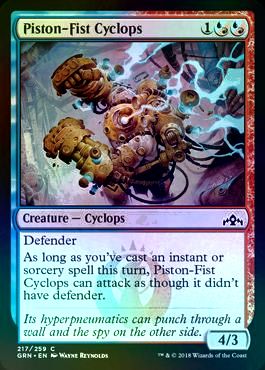 Piston-Fist Cyclops 1
Creature — Cyclops
Defender
As long as you've cast an instant or
sorcery spell this turn, Piston-Fist
Cyclops can attack as though it didn't
have defender.
Its hyperpneumatics can punch through a
wall and the spy on the other side.
4/3
217/259 C
GRN • EN Wayne Reynolds
™ & © 2018 Wizards of the Coast